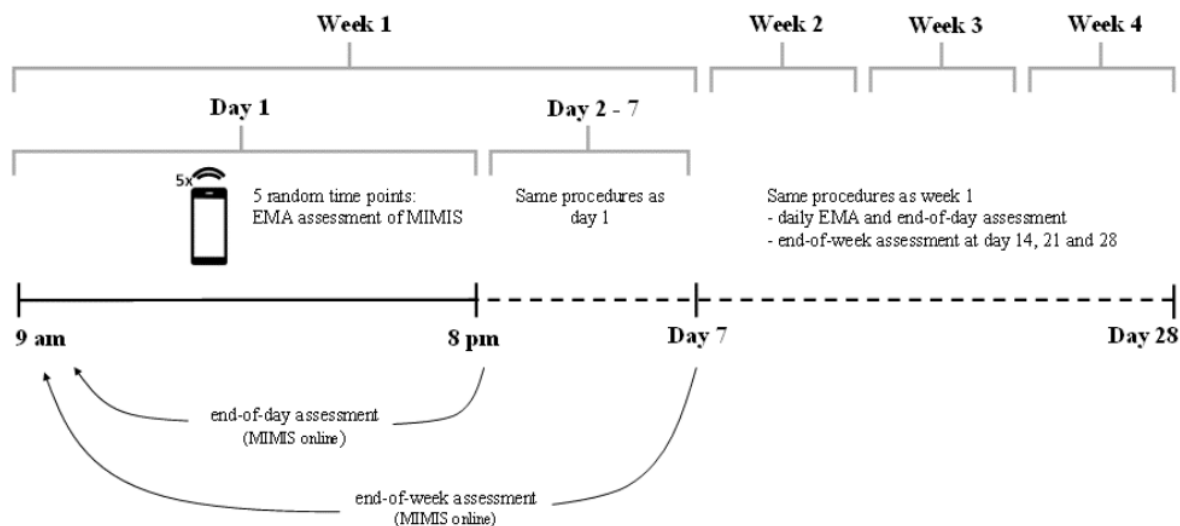 Week 1
Week 2
Week 3
Week 4
Day 1
Day 2 - 7
5x
5 random time points:
EMA assessment of MIMIS
Same procedures as
day 1
Same procedures as week 1
- daily EMA and end-of-day assessment
- end-of-week assessment at day 14, 21 and 28
9 am
8 pm
Day 7
Day 28
end-of-day assessment
(MIMIS online)
end-of-week assessment
(MIMIS online)